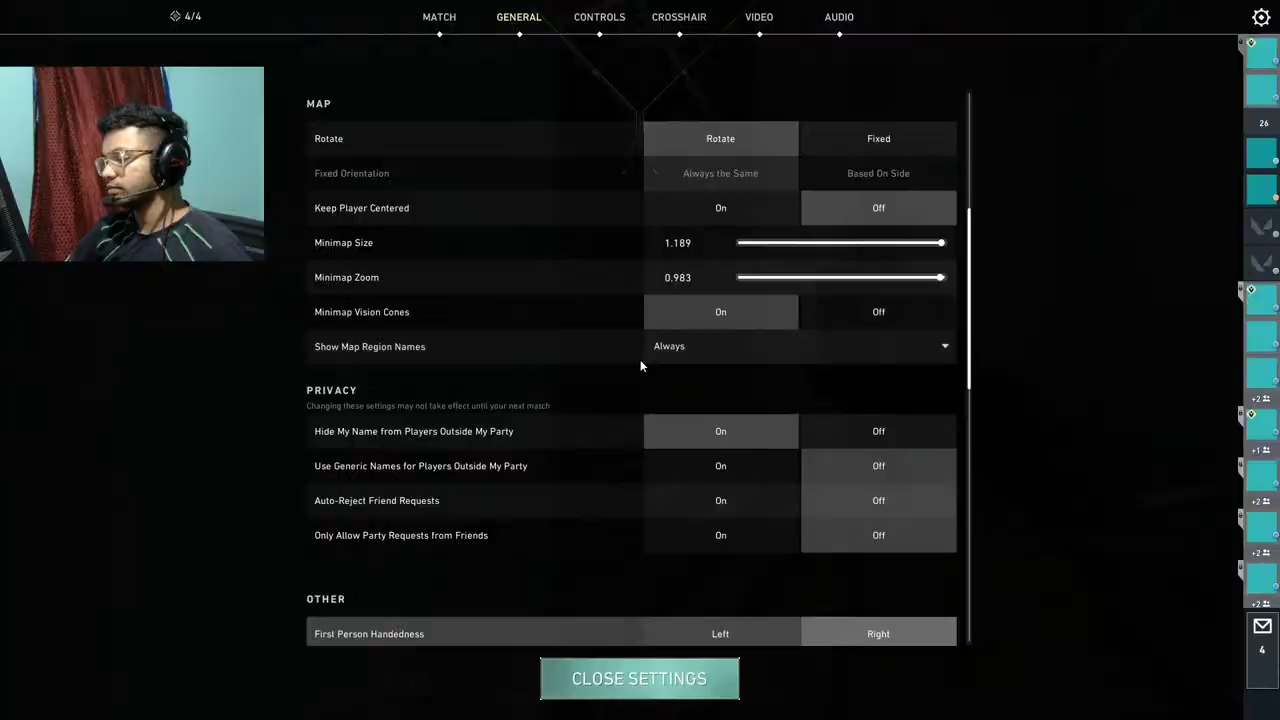 4/4
MATCH
GENERAL
CONTROLS
CROSSHAIR
VIDEO
AUDIO
MAP
Rotate Rotate Fixed
Fixed Orientation Always the Same Based On Side
Keep Player Centered On Off
Minimap Size 1.189
Minimap Zoom 0.983
Minimap Vision Cones On Off
Show Map Region Names Always
PRIVACY
Changing these settings may not take effect until your next match
Hide My Name from Players Outside My Party On Off
Use Generic Names for Players Outside My Party On Off
Auto-Reject Friend Requests On Off
Only Allow Party Requests from Friends On Off
OTHER
First Person Handedness Left Right
CLOSE SETTINGS
26
+2
+1
+2
+2
+2
4